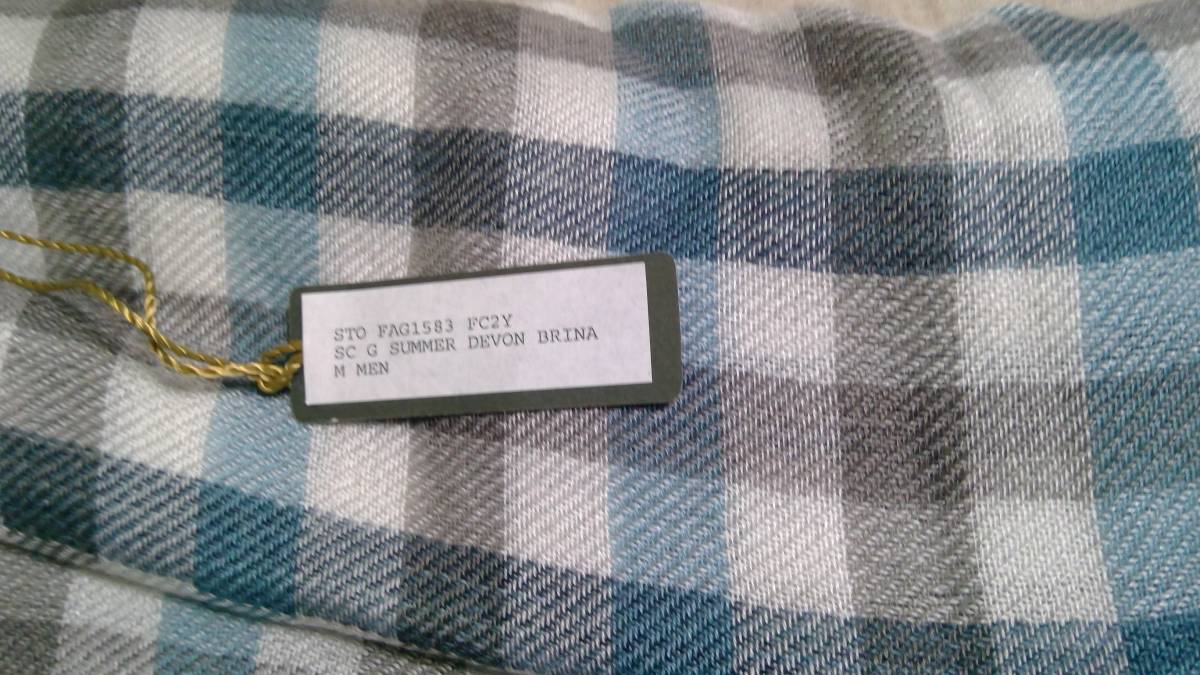 STO FAG1583 FC2Y
SC G SUMMER DEVON BRINA
M MEN